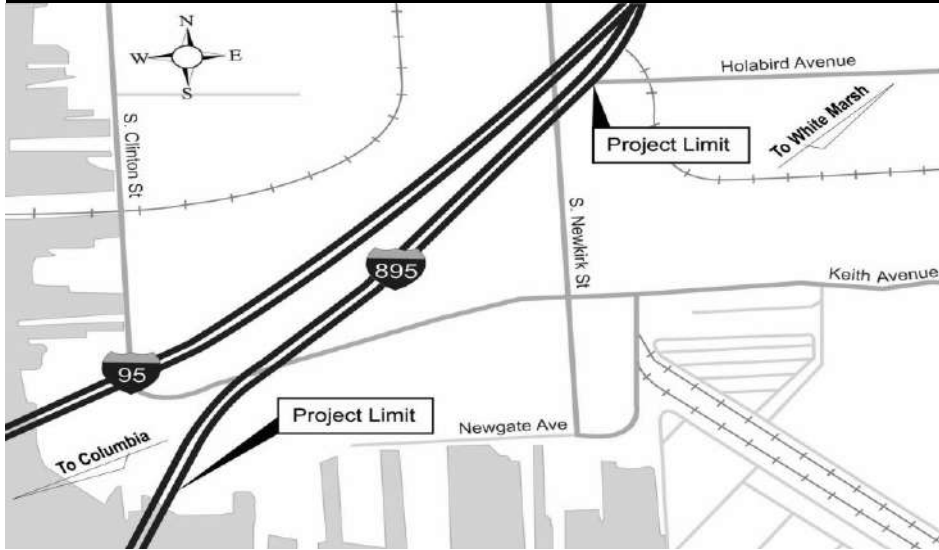 N
W E
S
Holabird Avenue
To White Marsh
Project Limit
S. Clinton St
S. Newkirk St
895
Keith Avenue
95
Project Limit
Newgate Ave
To Columbia